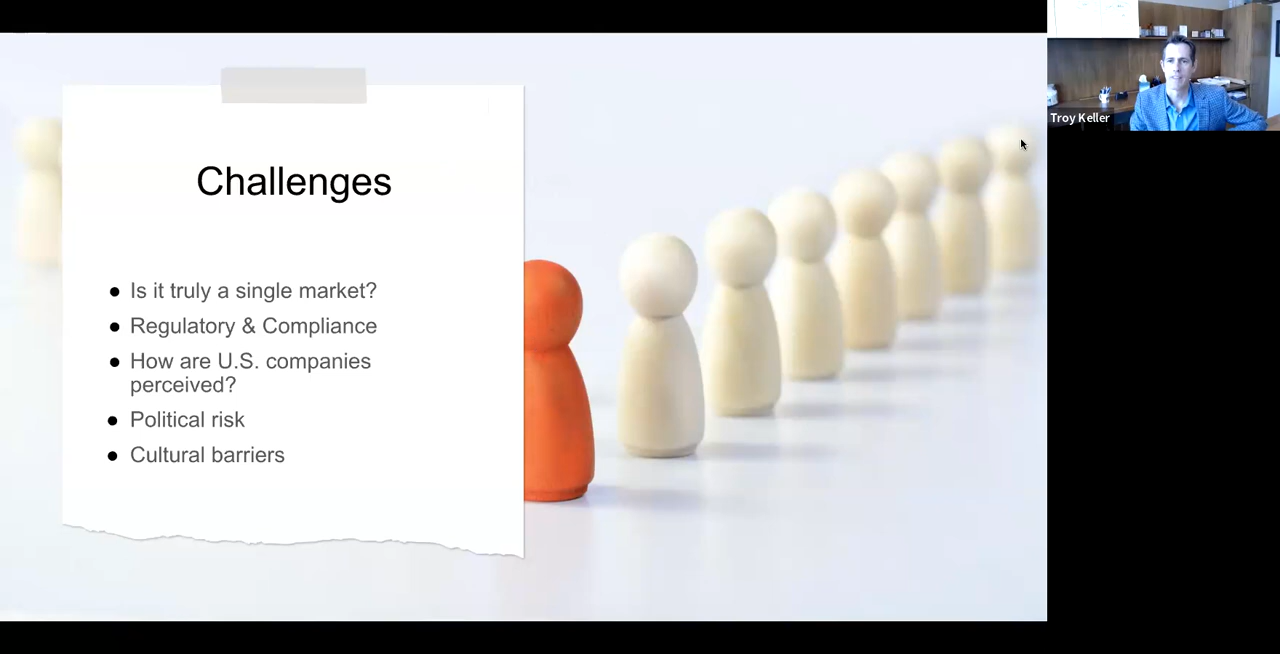 Challenges
● Is it truly a single market?
● Regulatory & Compliance
● How are U.S. companies
perceived?
● Political risk
● Cultural barriers
Troy Keller